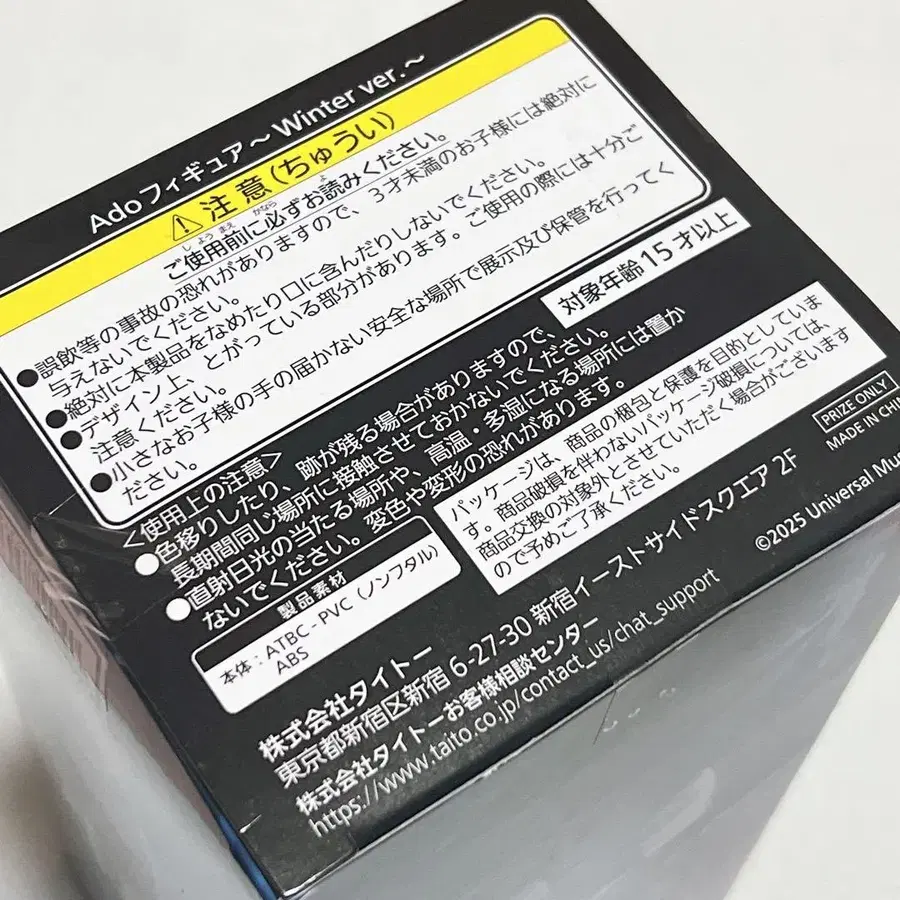 Adoフィギュア～Winter ver.～
注意(ちゅうい)
ご使用前に必ずお読みください。
しようまえ かなら よ
●誤飲等の事故の恐れがありますので、3才未満のお子様には絶対に
与えないでください。
●絶対に本製品をなめたり口に含んだりしないでください。
●デザイン上、とがっている部分があります。ご使用の際には十分ご
注意ください。
●小さなお子様の手の届かない安全な場所で展示及び保管を行ってく
ださい。
対象年齢15才以上
<使用上の注意>
●色移りしたり、跡が残る場合がありますので、
長期間同じ場所に接触させておかないでください。
●直射日光の当たる場所や、高温・多湿になる場所には置か
ないでください。変色や変形の恐れがあります。
パッケージは、商品の梱包と保護を目的としていま
す。商品破損を伴わないパッケージ破損については、
商品交換の対象外とさせていただく場合がございます
ので予めご了承ください。
PRIZE ONLY
MADE IN CHI
製品素材
本体：ATBC-PVC（ノンフタル）
ABS
株式会社タイトー
東京都新宿区新宿6-27-30 新宿イーストサイドスクエア 2F
株式会社タイトーお客様相談センター
https://www.taito.co.jp/contact_us/chat_support
©2025 Universal Mus